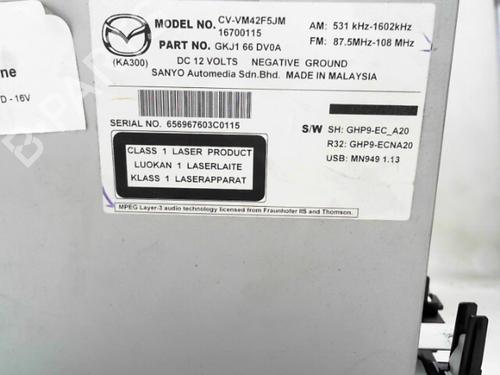 MODEL NO. CV-VM42F5JM
16700115
AM: 531 kHz-1602kHz
PART NO. GKJ1 66 DV0A
FM: 87.5MHz-108 MHz
(KA300)
DC 12 VOLTS NEGATIVE GROUND
SANYO Automedia Sdn.Bhd. MADE IN MALAYSIA
ne
D - 16V
SERIAL NO. 656967603C0115
S/W SH: GHP9-EC_A20
R32: GHP9-ECNA20
USB: MN949 1.13
CLASS 1 LASER PRODUCT
LUOKAN 1 LASERLAITE
KLASS 1 LASERAPPARAT
MPEG Layer-3 audio technology licensed from Fraunhofer IIS and Thomson.